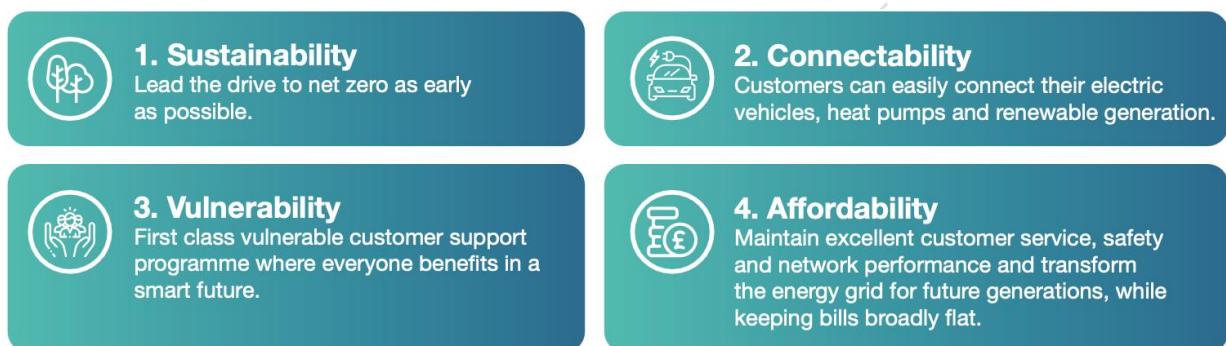 1. Sustainability
Lead the drive to net zero as early
as possible.
2. Connectability
Customers can easily connect their electric
vehicles, heat pumps and renewable generation.
3. Vulnerability
First class vulnerable customer support
programme where everyone benefits in a
smart future.
4. Affordability
£
Maintain excellent customer service, safety
and network performance and transform
the energy grid for future generations, while
keeping bills broadly flat.